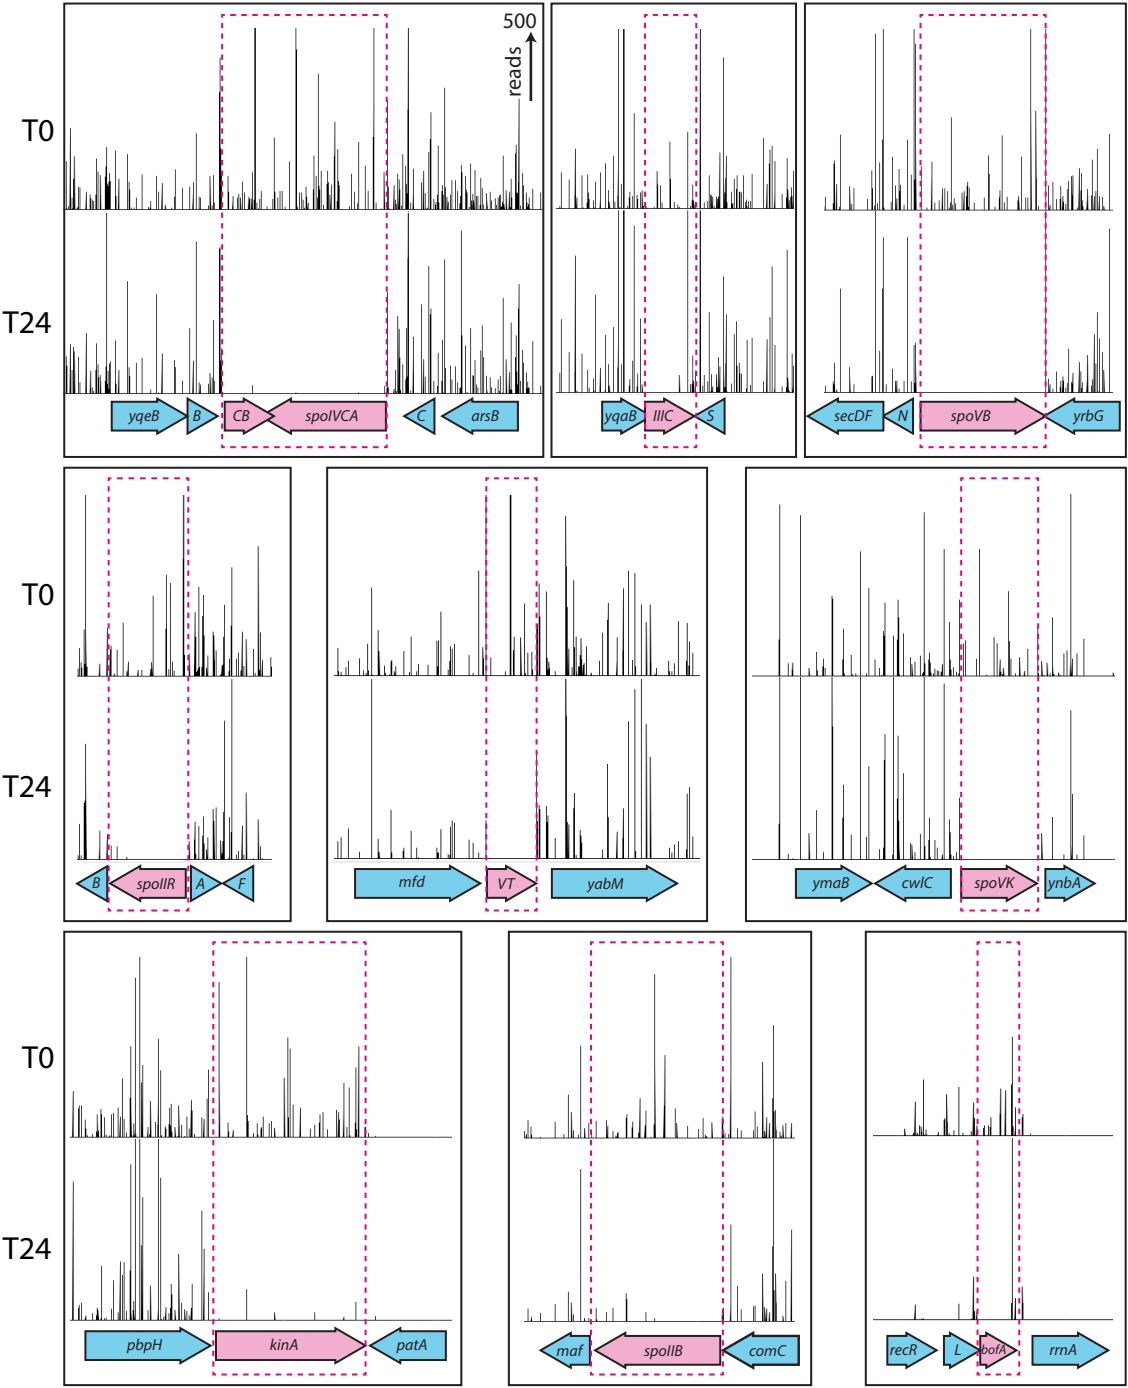 500
reads
T0
T24
yqeB B CB spoIVCA C arsB
yqaB IIIC S
secDF N spoVB yrbG
T0
T24
B spoIIR A F
mfd VT yabM
ymaB cwlC spoVK ynbA
T0
T24
pbpH kinA patA
maf spoIIB comC
recR L bofA rrnA